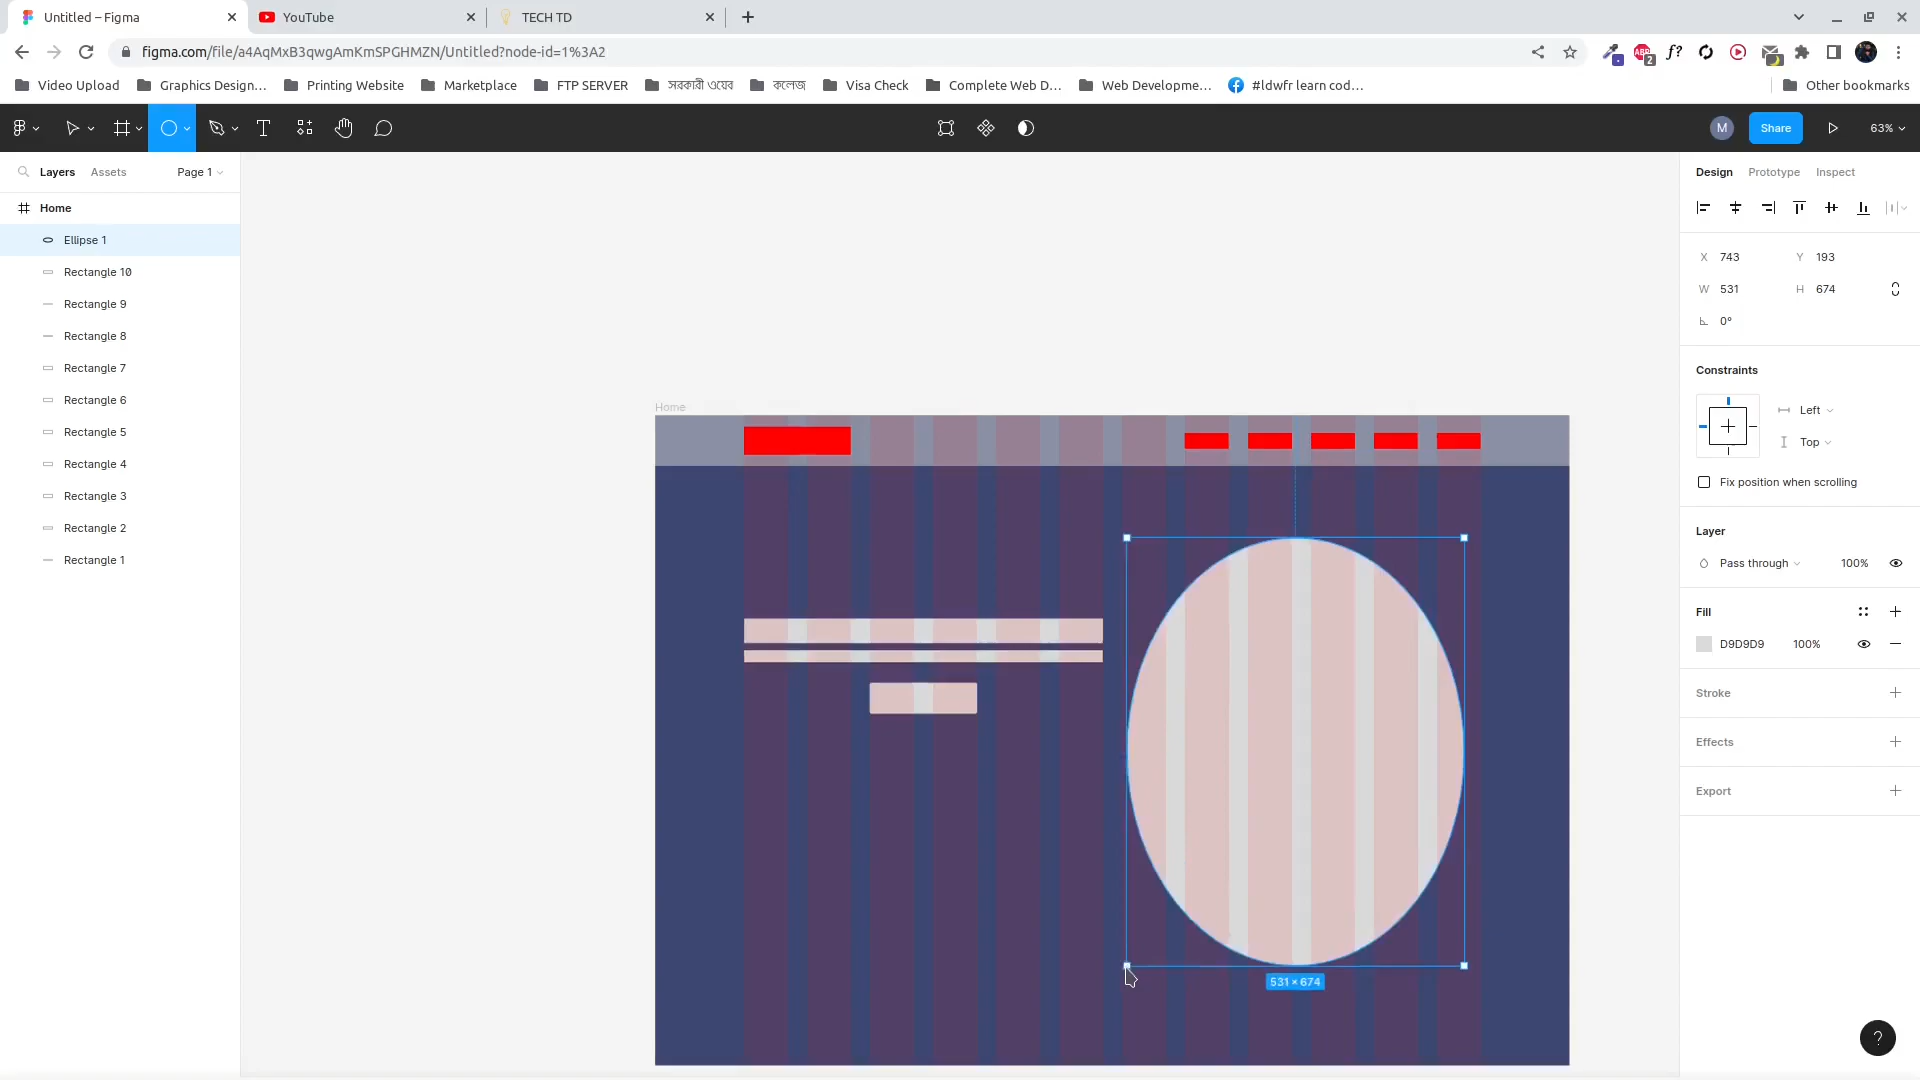 Untitled – Figma
YouTube
TECH TD
figma.com/file/a4AqMxB3qwgAmKmSPGHMZN/Untitled?node-id=1%3A2
ABP
2
f?
Video Upload
Graphics Design...
Printing Website
Marketplace
FTP SERVER
সরকারী ওয়েব
কলেজ
Visa Check
Complete Web D...
Web Developme...
#ldwfr learn cod...
Other bookmarks
M
Share
63%
Layers
Assets
Page 1
Home
Ellipse 1
Rectangle 10
Rectangle 9
Rectangle 8
Rectangle 7
Rectangle 6
Rectangle 5
Rectangle 4
Rectangle 3
Rectangle 2
Rectangle 1
Home
531 × 674
Design
Prototype
Inspect
X 743
Y 193
W 531
H 674
0°
Constraints
Left
Top
Fix position when scrolling
Layer
Pass through
100%
Fill
D9D9D9
100%
Stroke
Effects
Export
?